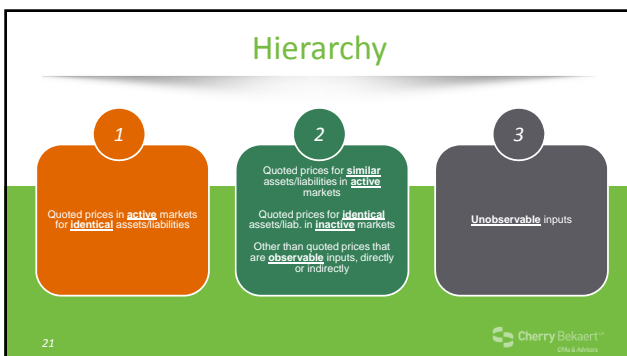 Hierarchy
1
Quoted prices in active markets
for identical assets/liabilities
2
Quoted prices for similar
assets/liabilities in active
markets
Quoted prices for identical
assets/liab. in inactive markets
Other than quoted prices that
are observable inputs, directly
or indirectly
3
Unobservable inputs
21
Cherry Bekaert
CPAs & Advisors